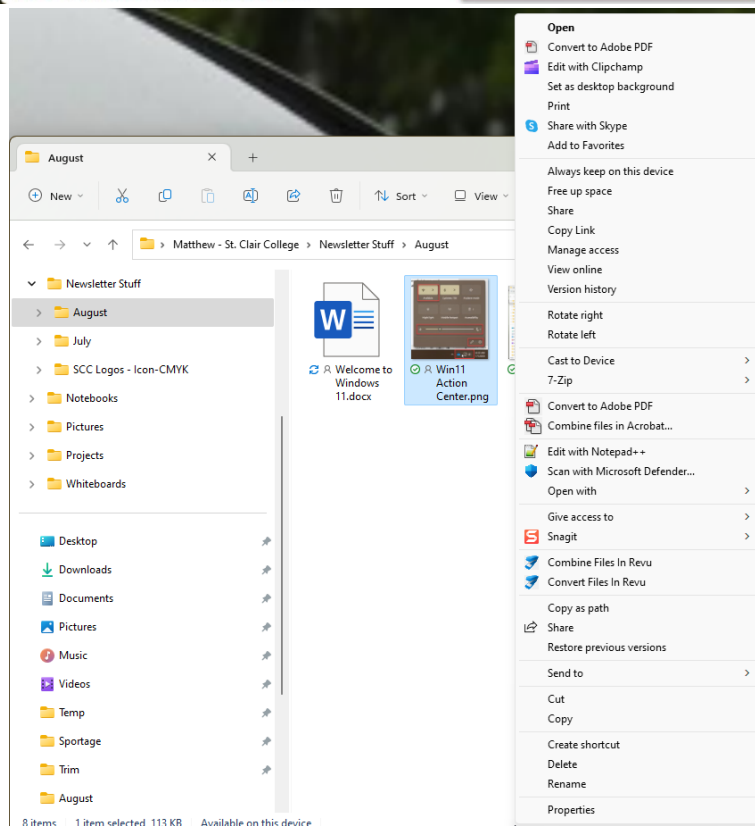 August
New
Sort
View
Matthew - St. Clair College > Newsletter Stuff > August
Newsletter Stuff
August
July
SCC Logos - Icon-CMYK
Notebooks
Pictures
Projects
Whiteboards
Desktop
Downloads
Documents
Pictures
Music
Videos
Temp
Sportage
Trim
August
W
Welcome to
Windows
11.docx
Win11
Action
Center.png
8 items
1 item selected, 113 KB
Available on this device
Open
Convert to Adobe PDF
Edit with Clipchamp
Set as desktop background
Print
Share with Skype
Add to Favorites
Always keep on this device
Free up space
Share
Copy Link
Manage access
View online
Version history
Rotate right
Rotate left
Cast to Device
7-Zip
Convert to Adobe PDF
Combine files in Acrobat...
Edit with Notepad++
Scan with Microsoft Defender...
Open with
Give access to
Snagit
Combine Files In Revu
Convert Files In Revu
Copy as path
Share
Restore previous versions
Send to
Cut
Copy
Create shortcut
Delete
Rename
Properties